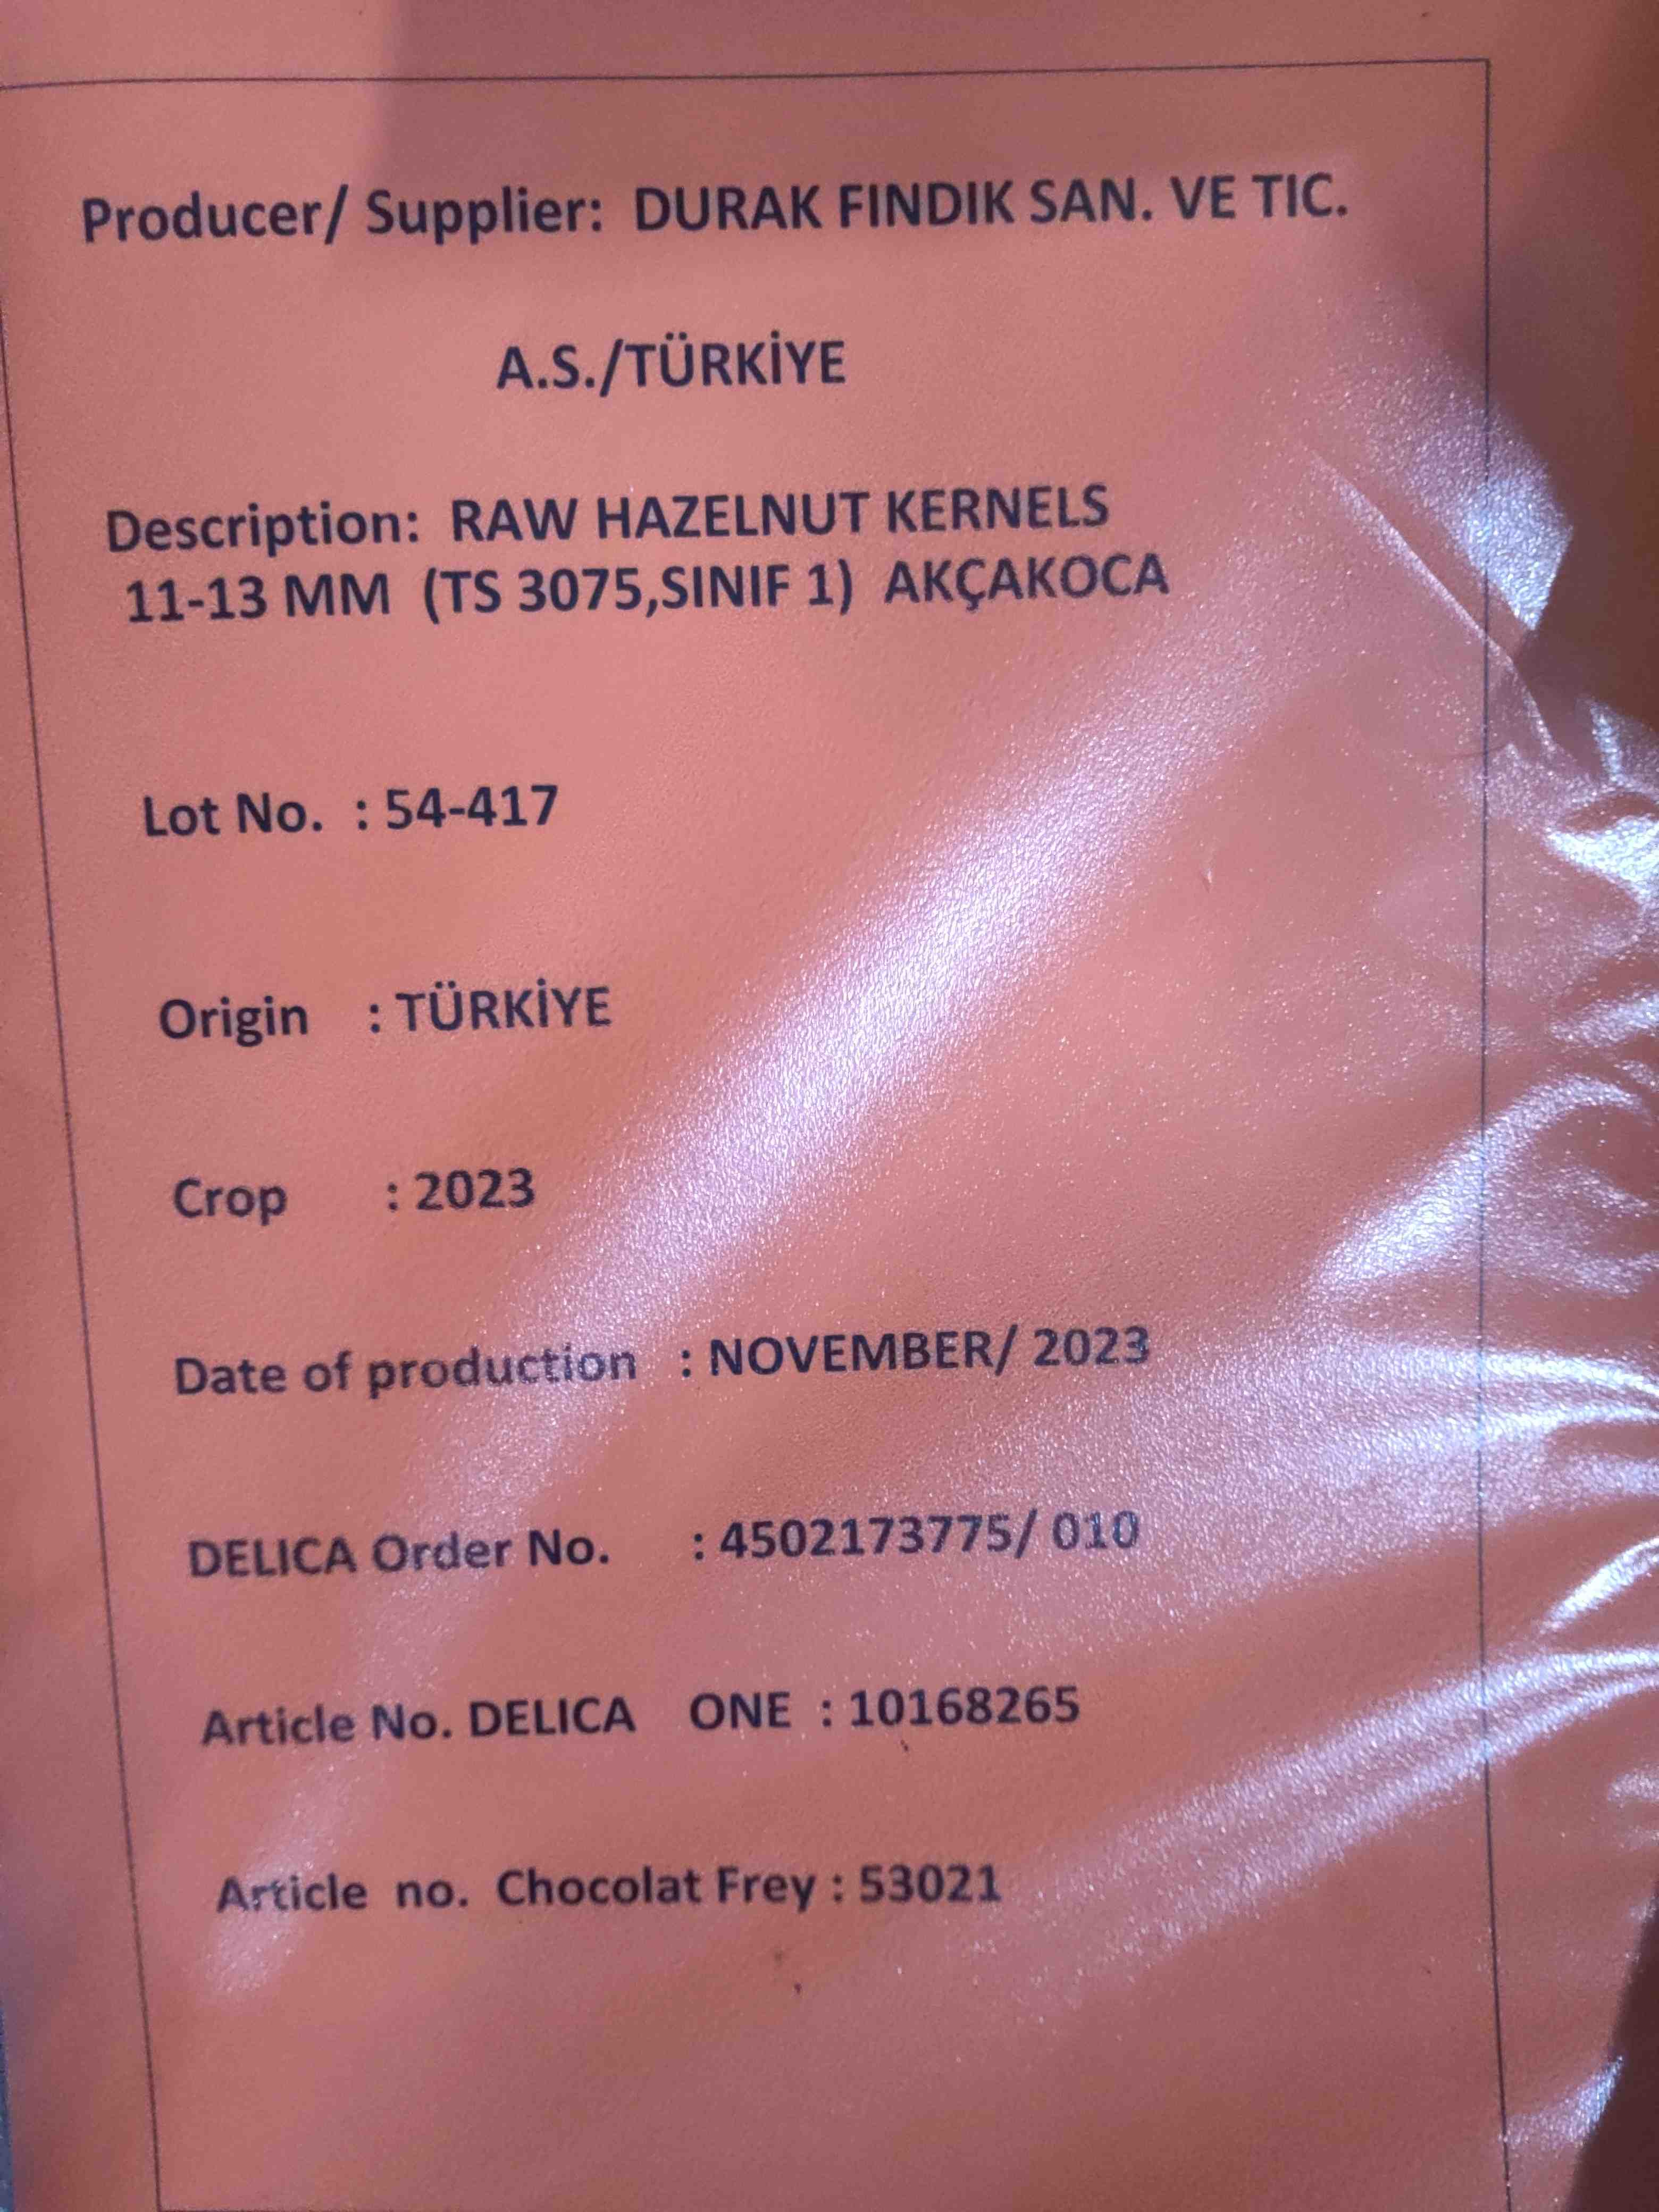 Producer/ Supplier: DURAK FINDIK SAN. VE TIC.
A.S./TÜRKİYE
Description: RAW HAZELNUT KERNELS
11-13 MM (TS 3075,SINIF 1) AKÇAKOCA
Lot No. : 54-417
Origin : TÜRKİYE
Crop : 2023
Date of production : NOVEMBER/ 2023
DELICA Order No. : 4502173775/ 010
Article No. DELICA ONE : 10168265
Article no. Chocolat Frey : 53021